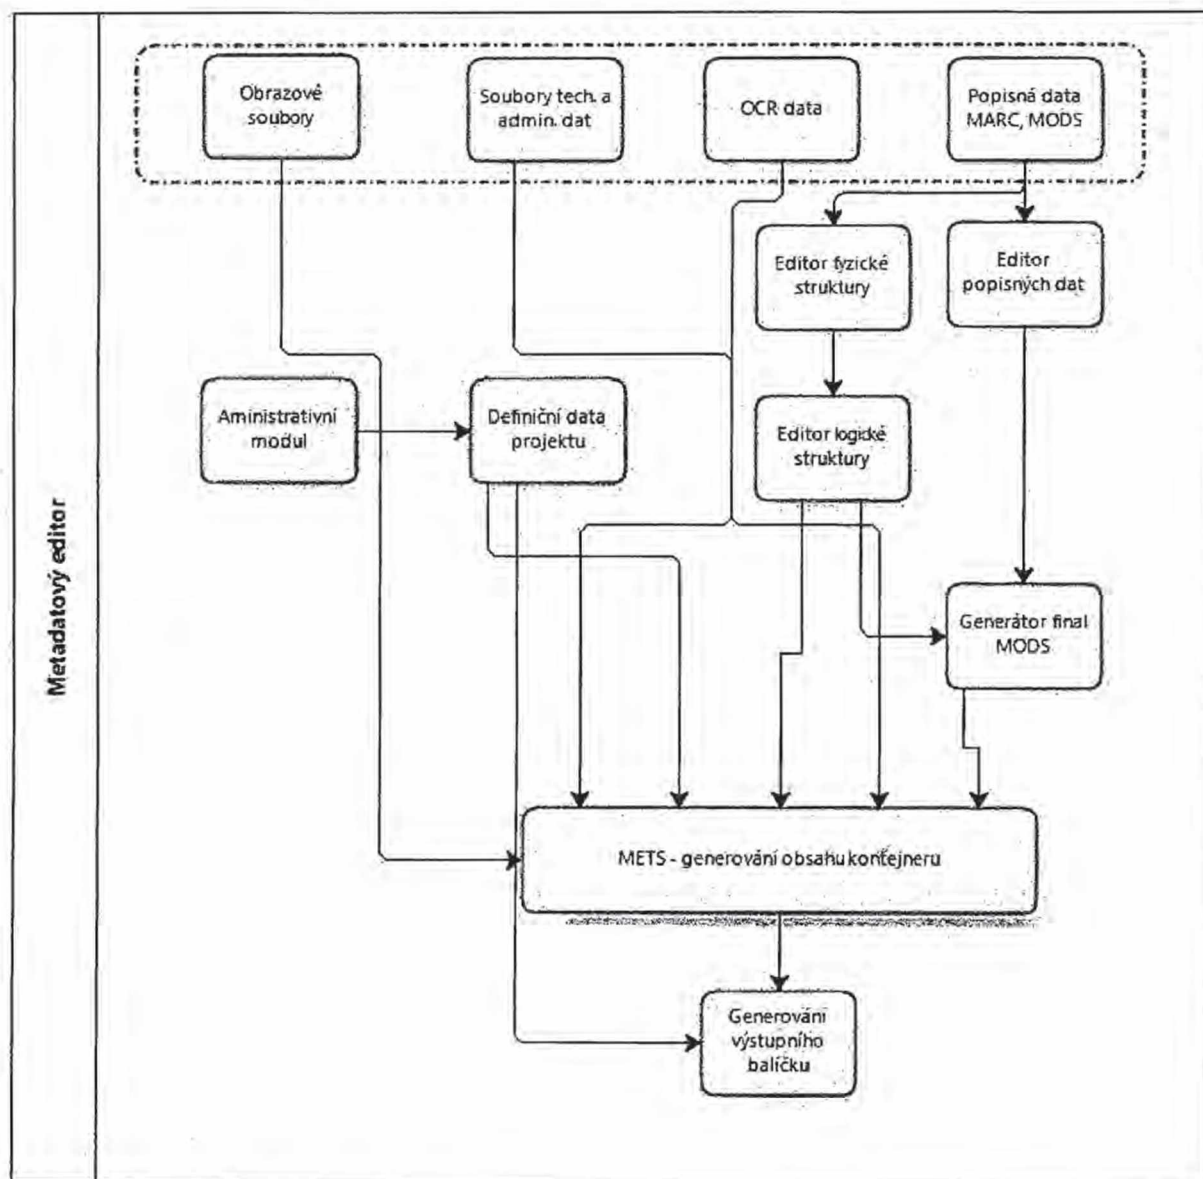 Metadatový editor
Obrazové
soubory
Soubory tech. a
admin. dat
OCR data
Popisná data
MARC, MODS
Editor fyzické
struktury
Editor
popisných dat
Aministrativní
modul
Definiční data
projektu
Editor logické
struktury
Generátor final
MODS
METS - generování obsahu kontejneru
Generování
výstupního
balíčku